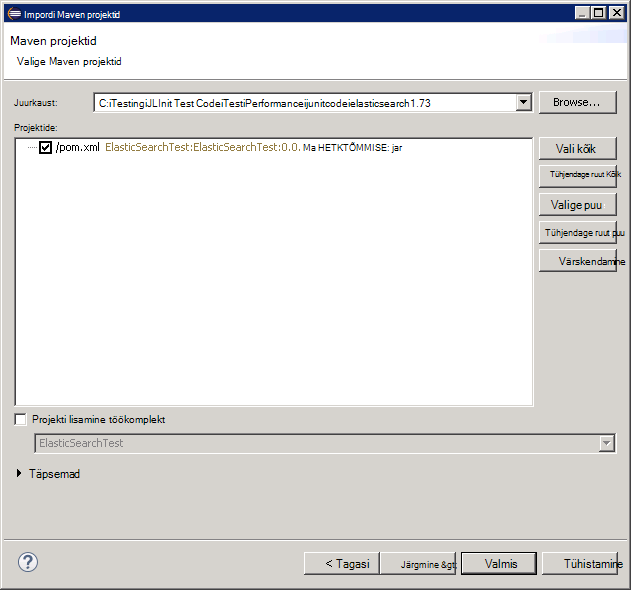 Impordi Maven projektid
Maven projektid
Valige Maven projektid
Juurkaust:
C:iTestingiJLInit Test CodeiTestiPerformanceijunitcodeielasticsearch1.73
Browse...
Projektide:
/pom.xml ElasticSearchTest:ElasticSearchTest:0.0. Ma HETKTÕMMISE: jar
Vali kõik
Tühjendage ruut Kõik
Valige puu
Tühjendage ruut puu
Värskendamine
Projekti lisamine töökomplekt
ElasticSearchTest
Täpsemad
?
< Tagasi
Järgmine &gt;
Valmis
Tühistamine